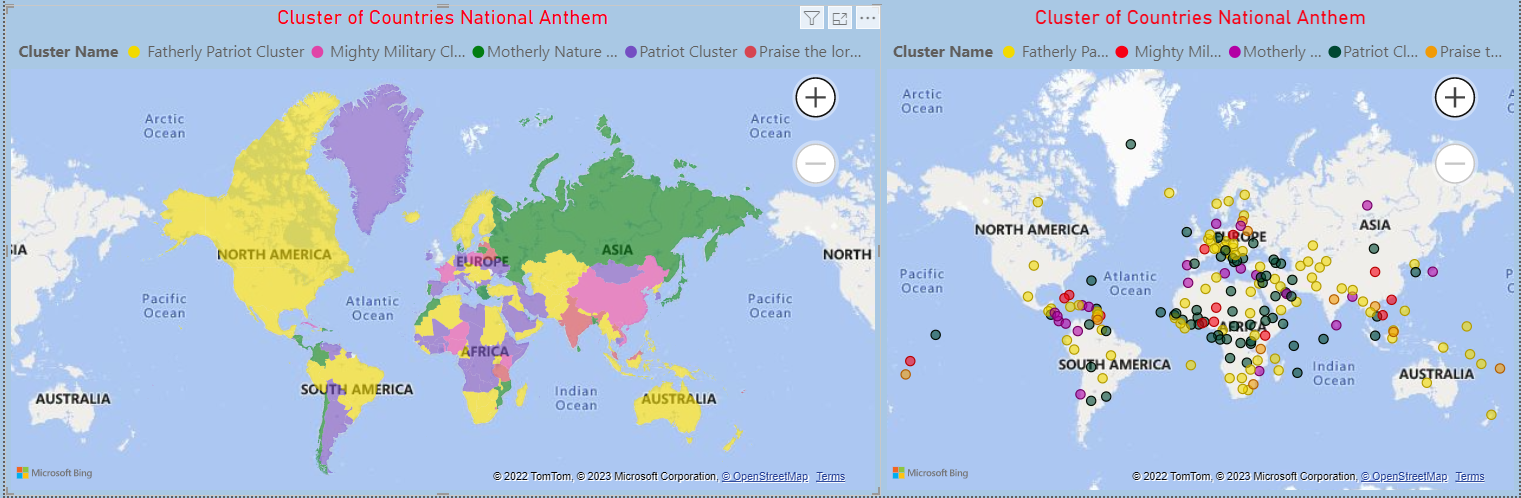 Cluster of Countries National Anthem
Cluster Name Fatherly Patriot Cluster Mighty Military Cl... Motherly Nature ... Patriot Cluster Praise the lor...
Arctic
Ocean
Arctic
Ocean
SIA
NORTH AMERICA
EUROPE
ASIA
NORTH
Pacific
Ocean
Atlantic
Ocean
Pacific
Ocean
AFRICA
SOUTH AMERICA
AUSTRALIA
Indian
Ocean
AUSTRALIA
Microsoft Bing
© 2022 TomTom, © 2023 Microsoft Corporation, © OpenStreetMap Terms
Cluster of Countries National Anthem
Cluster Name Fatherly Pa... Mighty Mil... Motherly ... Patriot Cl... Praise t...
Arctic
Ocean
A
NORTH AMERICA
EUROPE
ASIA
Pacific
Ocean
Atlantic
Ocean
AFRICA
SOUTH AMERICA
Indian
Ocean
AUSTRALIA
Microsoft Bing
© 2022 TomTom, © 2023 Microsoft Corporation, © OpenStreetMap Terms